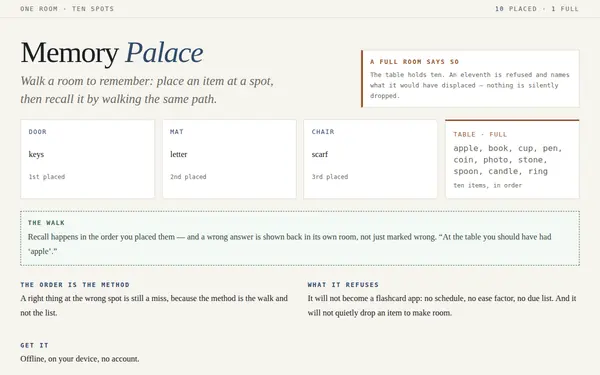 ONE ROOM · TEN SPOTS
10 PLACED · 1 FULL
Memory Palace
Walk a room to remember: place an item at a spot,
then recall it by walking the same path.
A FULL ROOM SAYS SO
The table holds ten. An eleventh is refused and names
what it would have displaced — nothing is silently
dropped.
DOOR
keys
1st placed
MAT
letter
2nd placed
CHAIR
scarf
3rd placed
TABLE · FULL
apple, book, cup, pen,
coin, photo, stone,
spoon, candle, ring
ten items, in order
THE WALK
Recall happens in the order you placed them — and a wrong answer is shown back in its own room, not just marked wrong. “At the table you should have had
‘apple’.”
THE ORDER IS THE METHOD
A right thing at the wrong spot is still a miss, because the method is the walk and
not the list.
WHAT IT REFUSES
It will not become a flashcard app: no schedule, no ease factor, no due list. And it
will not quietly drop an item to make room.
GET IT
Offline, on your device, no account.